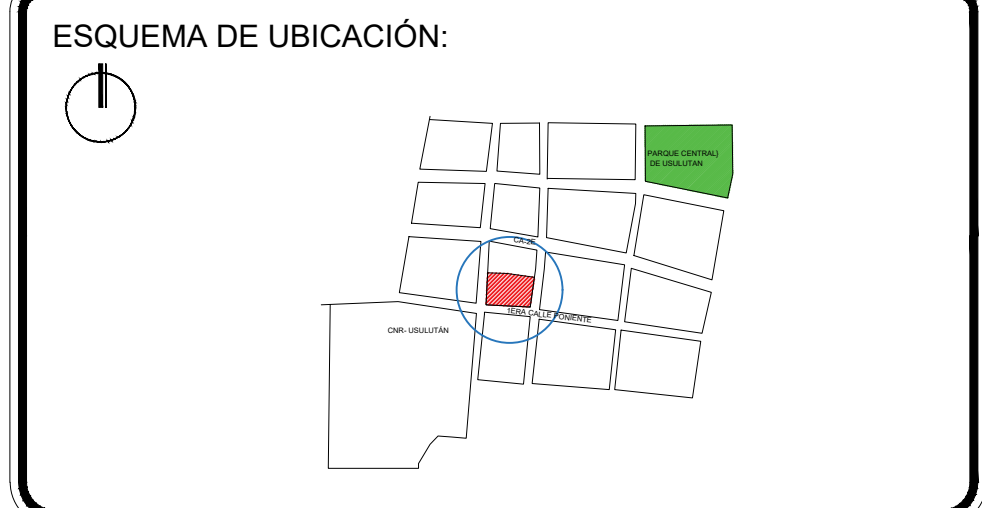 ESQUEMA DE UBICACIÓN:
PARQUE CENTRAL)
DE USULUTAN
CA-2E
1ERA CALLE PONIENTE
CNR- USULUTÁN